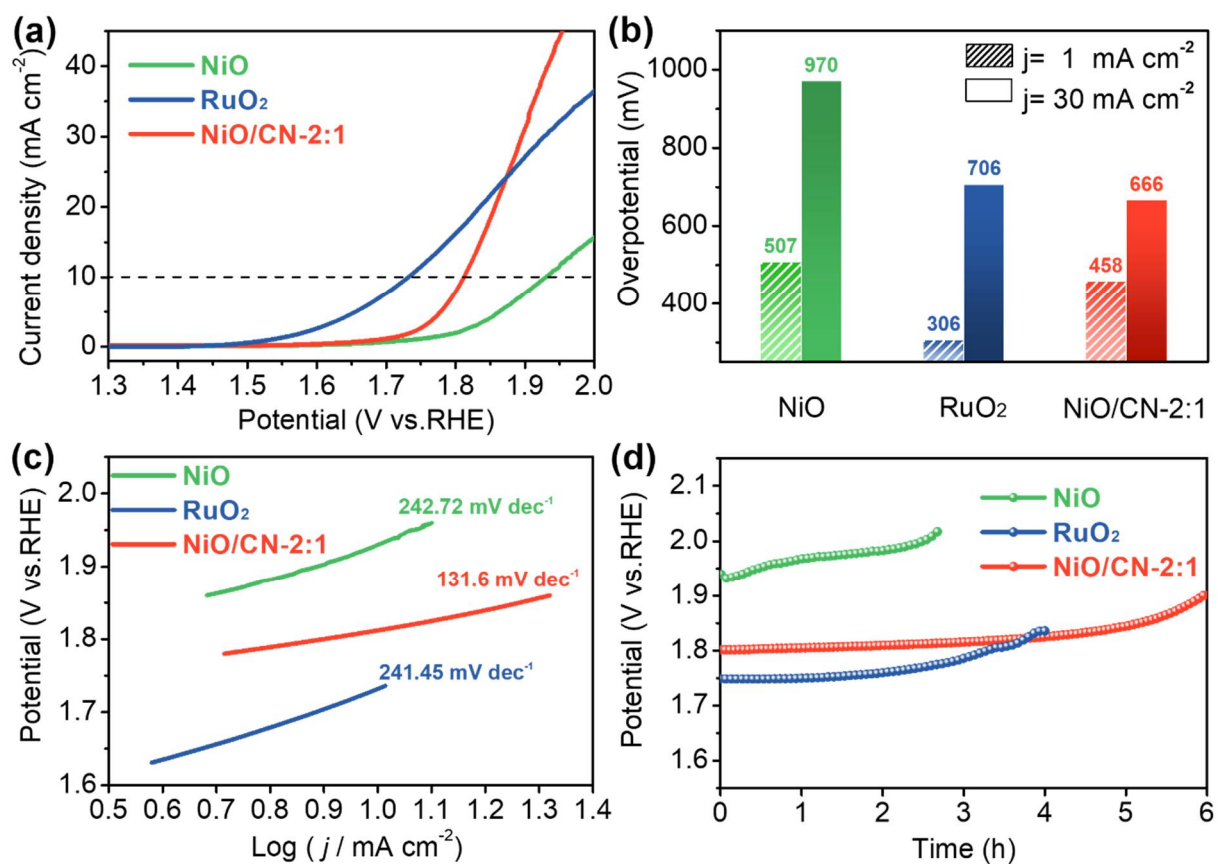 (a)
NiO
RuO₂
NiO/CN-2:1
Current density (mA cm⁻²)
40
30
20
10
0
1.3 1.4 1.5 1.6 1.7 1.8 1.9 2.0
Potential (V vs.RHE)
(b)
j= 1 mA cm⁻²
j= 30 mA cm⁻²
Overpotential (mV)
1000
800
600
400
507
970
306
706
458
666
NiO RuO₂ NiO/CN-2:1
(c)
NiO
RuO₂
NiO/CN-2:1
242.72 mV dec⁻¹
131.6 mV dec⁻¹
241.45 mV dec⁻¹
Potential (V vs.RHE)
2.0
1.9
1.8
1.7
1.6
0.5 0.6 0.7 0.8 0.9 1.0 1.1 1.2 1.3 1.4
Log ( j / mA cm⁻²)
(d)
NiO
RuO₂
NiO/CN-2:1
Potential (V vs.RHE)
2.1
2.0
1.9
1.8
1.7
1.6
0 1 2 3 4 5 6
Time (h)